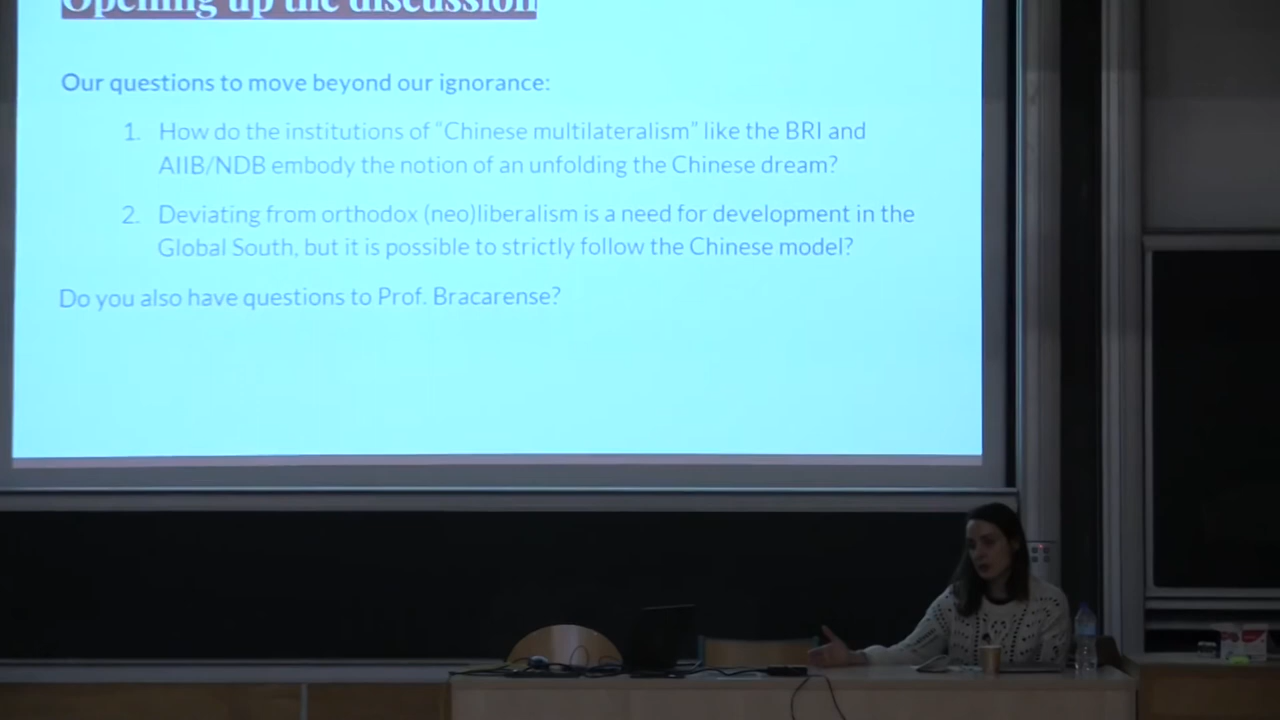 Opening up the discussion
Our questions to move beyond our ignorance:
1. How do the institutions of “Chinese multilateralism” like the BRI and
AIIB/NDB embody the notion of an unfolding the Chinese dream?
2. Deviating from orthodox (neo)liberalism is a need for development in the
Global South, but it is possible to strictly follow the Chinese model?
Do you also have questions to Prof. Bracarense?